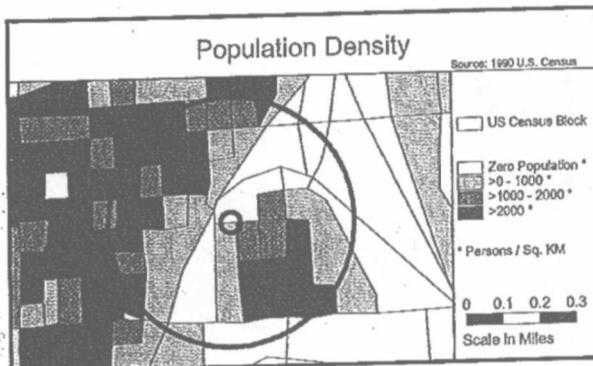 Population Density
Source: 1990 U.S. Census
US Census Block
Zero Population *
>0 - 1000 *
>1000 - 2000 *
>2000 *
* Persons / Sq. KM
0 0.1 0.2 0.3
Scale In Miles